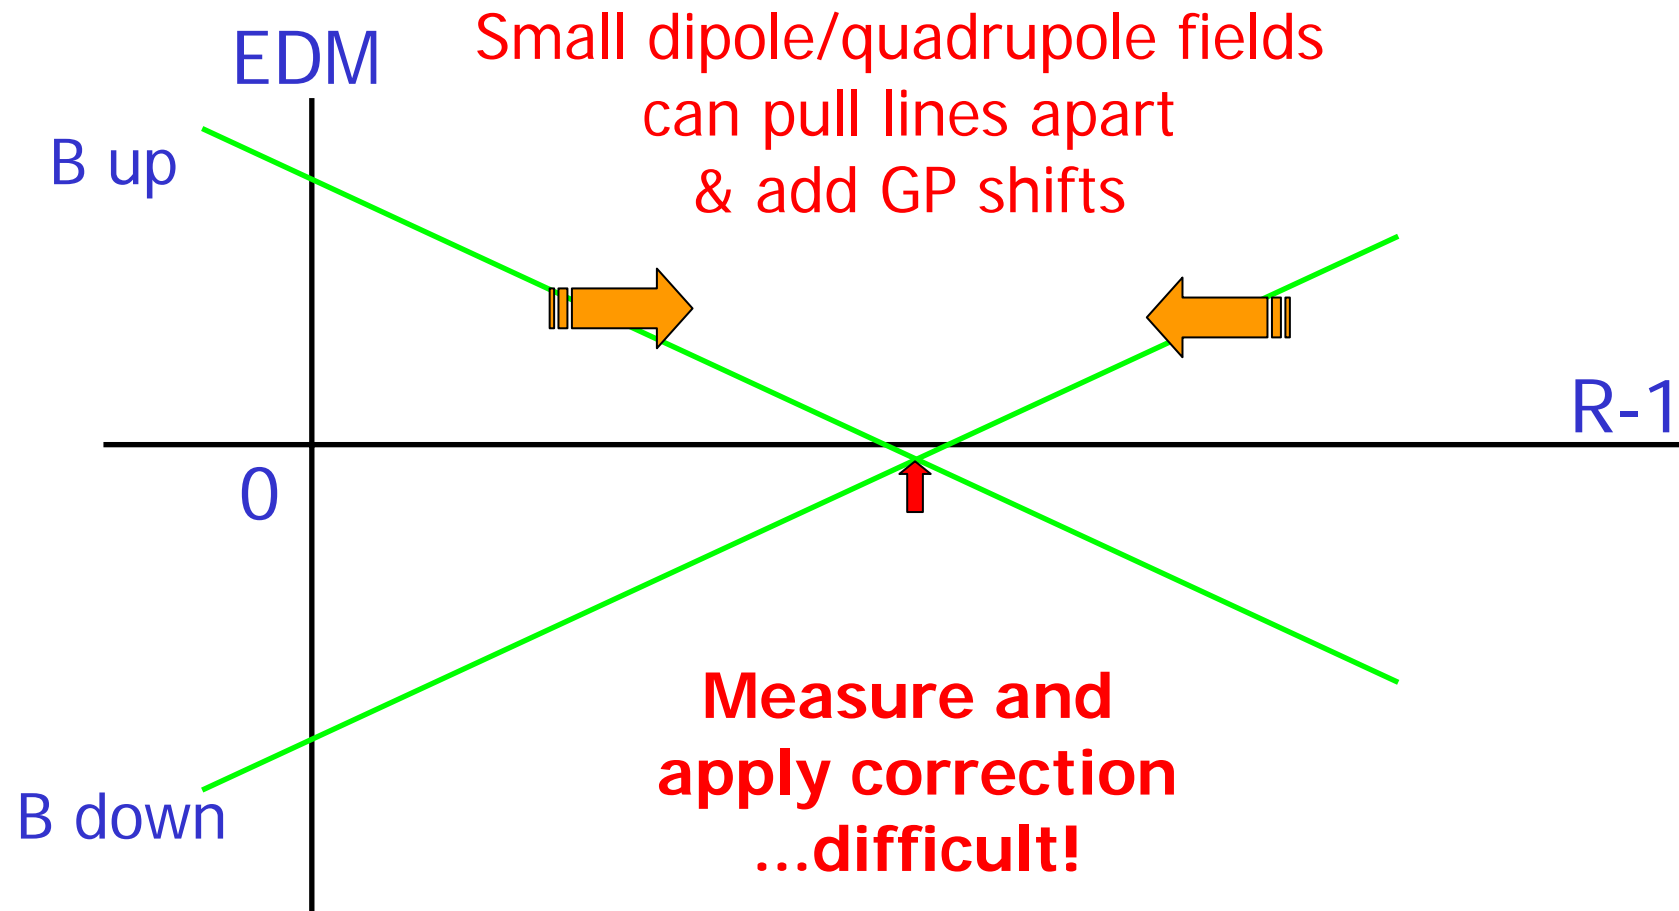 EDM
Small dipole/quadrupole fields
can pull lines apart
& add GP shifts
B up
R-1
0
Measure and
apply correction
...difficult!
B down